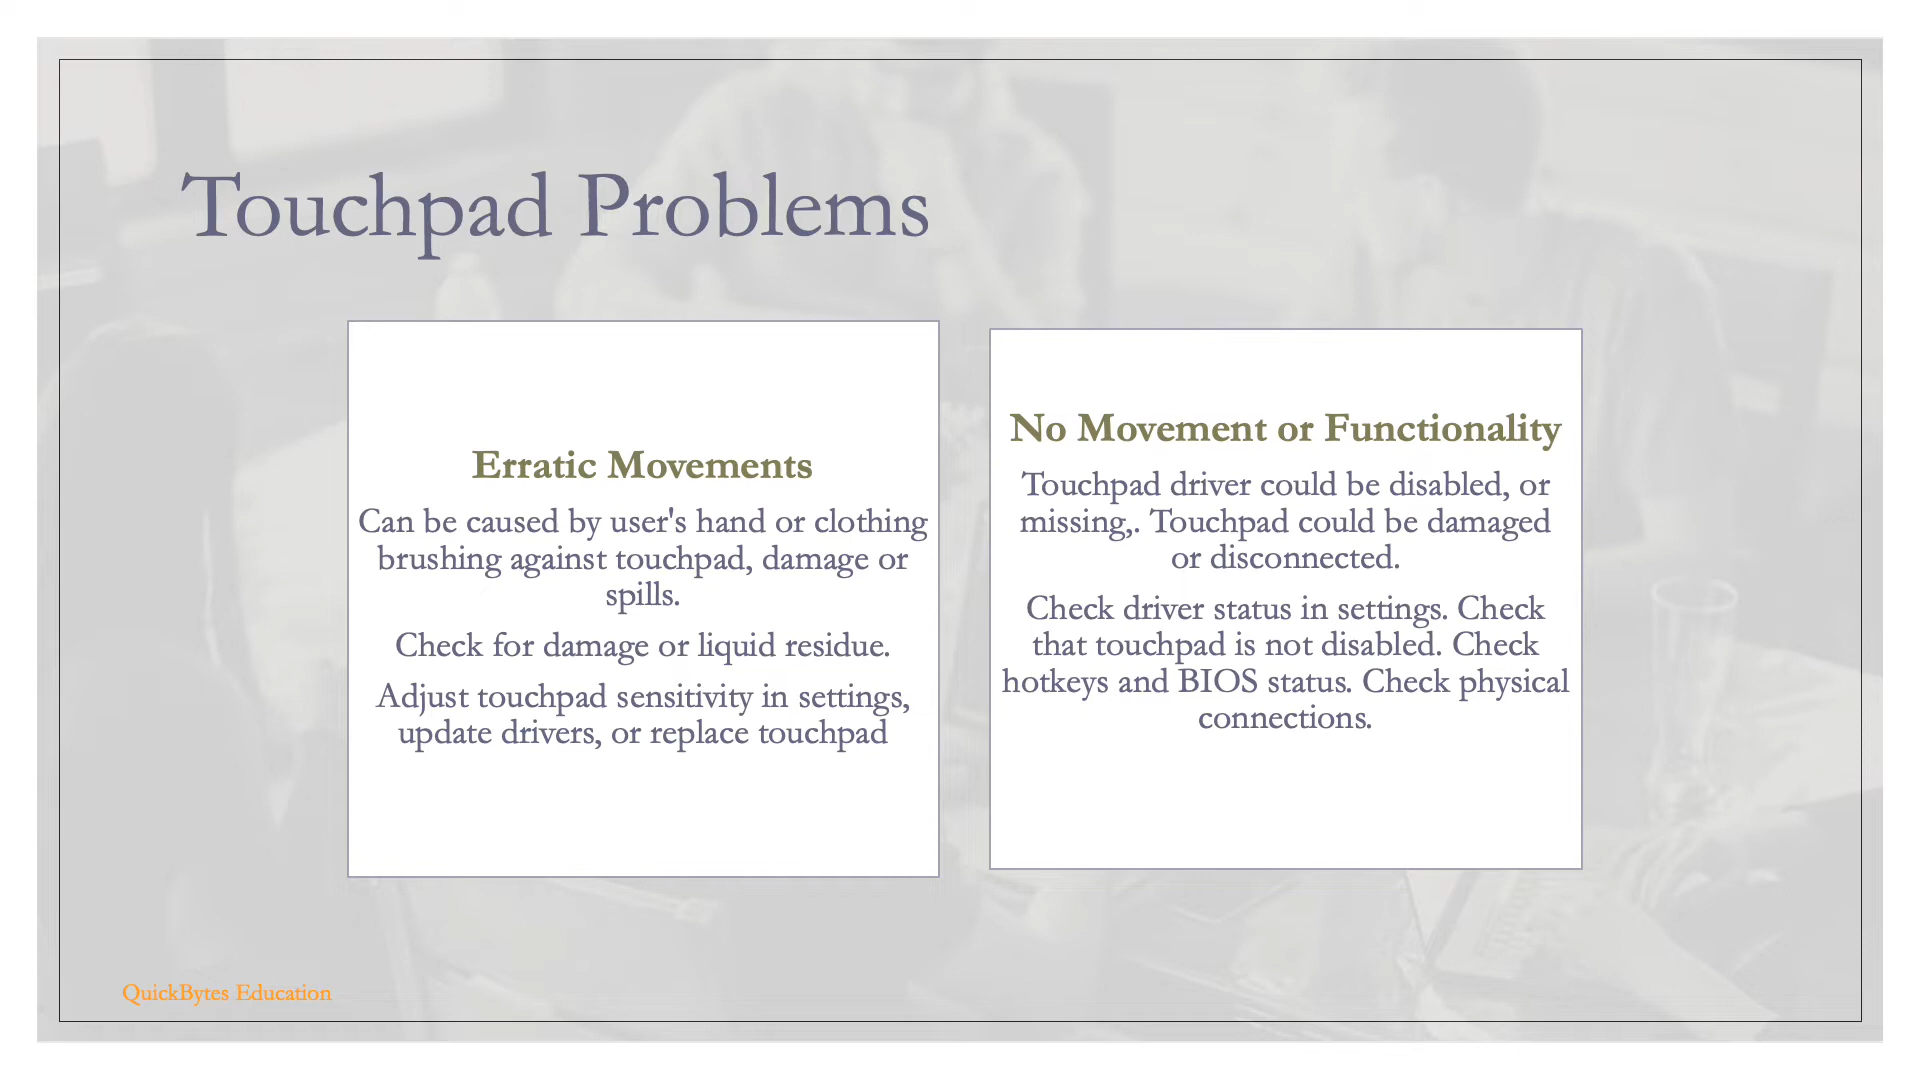 Touchpad Problems
Erratic Movements
Can be caused by user's hand or clothing
brushing against touchpad, damage or
spills.
Check for damage or liquid residue.
Adjust touchpad sensitivity in settings,
update drivers, or replace touchpad
No Movement or Functionality
Touchpad driver could be disabled, or
missing,. Touchpad could be damaged
or disconnected.
Check driver status in settings. Check
that touchpad is not disabled. Check
hotkeys and BIOS status. Check physical
connections.
QuickBytes Education